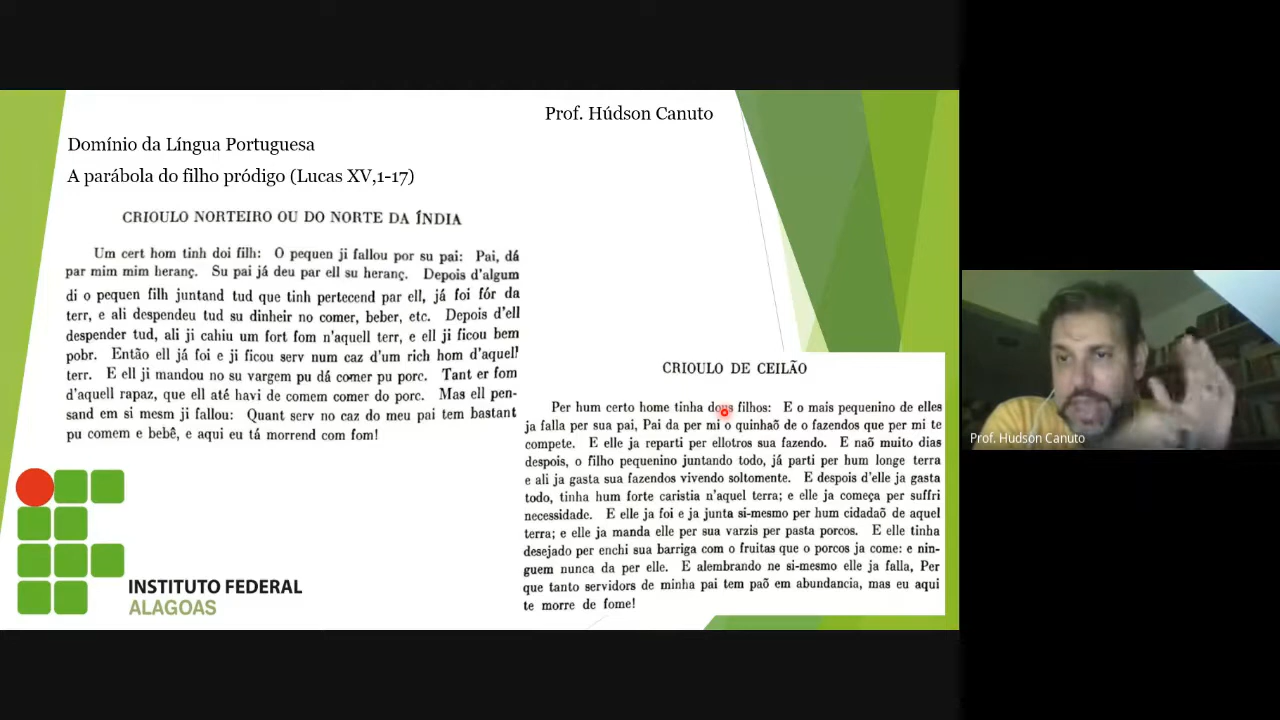 Prof. Húdson Canuto
Domínio da Língua Portuguesa
A parábola do filho pródigo (Lucas XV,1-17)
CRIOULO NORTEIRO OU DO NORTE DA ÍNDIA
Um cert hom tinh doi filh: O pequen ji fallou por su pai: Pai, dá
par mim mim heranç. Su pai já deu par ell su heranç. Depois d'algum
di o pequen filh juntand tud que tinh pertecend par ell, já foi fór da
terr, e ali despendeu tud su dinheir no comer, beber, etc. Depois d'ell
despender tud, ali ji cahiu um fort fom n'aquell terr, e ell ji ficou bem
pobr. Então ell já foi e ji ficou serv num caz d'um rich hom d'aquell
terr. E ell ji mandou no su vargem pu dá comer pu porc. Tant er fom
d'aquell rapaz, que ell até havi de comem comer do porc. Mas ell pen-
sand em si mesm ji fallou: Quant serv no caz do meu pai tem bastant
pu comem e bebê, e aqui eu tá morrend com fom!
CRIOULO DE CEILÃO
Per hum certo home tinha dous filhos: E o mais pequenino de elles
ja falla per sua pai, Pai da per mi o quinhaõ de o fazendos que per mi te
compete. E elle ja reparti per ellotros sua fazendo. E naõ muito dias
despois, o filho pequenino juntando todo, já parti per hum longe terra
e ali ja gasta sua fazendos vivendo soltomente. E despois d'elle ja gasta
todo, tinha hum forte caristia n'aquel terra; e elle ja começa per suffri
necessidade. E elle ja foi e ja junta si-mesmo per hum cidadaõ de aquel
terra; e elle ja manda elle per sua varzis per pasta porcos. E elle tinha
desejado per enchi sua barriga com o fruitas que o porcos ja come: e nin-
guem nunca da per elle. E alembrando ne si-mesmo elle ja falla, Per
que tanto servidors de minha pai tem paõ em abundancia, mas eu aqui
te morre de fome!
INSTITUTO FEDERAL
ALAGOAS
Prof. Hudson Canuto